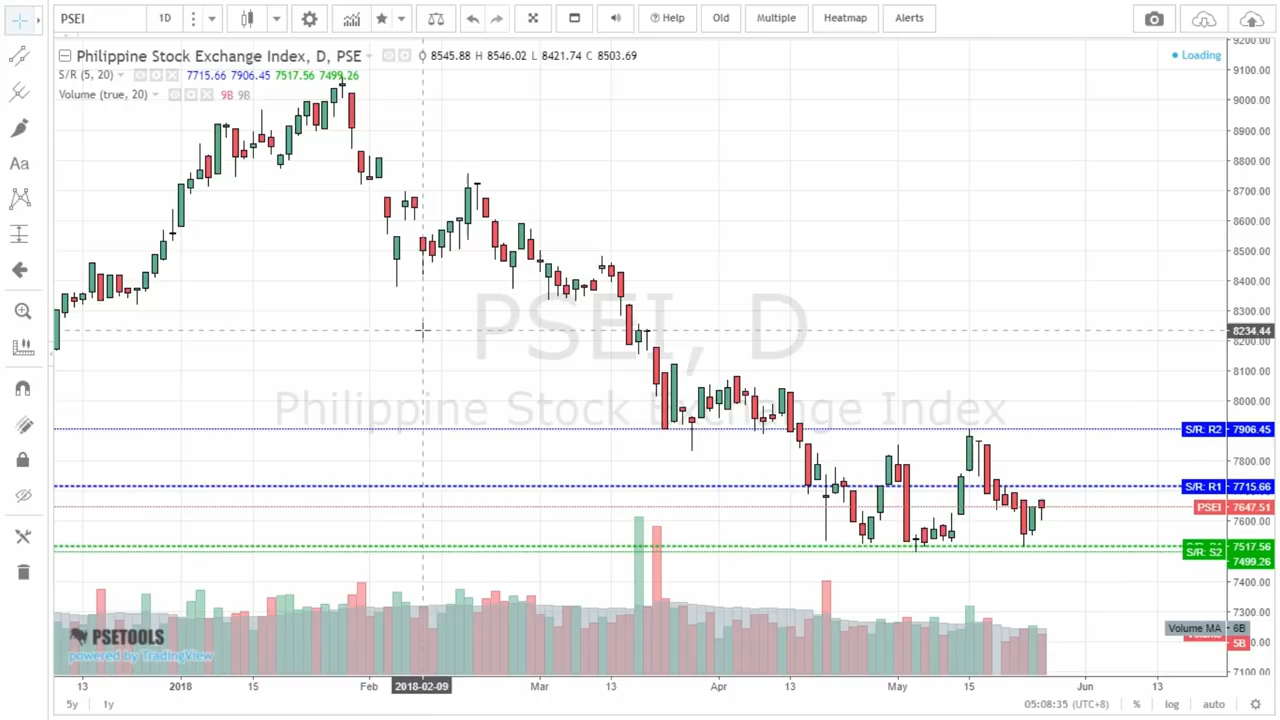 PSEI 1D Help Old Multiple Heatmap Alerts
Philippine Stock Exchange Index, D, PSE O 8545.88 H 8546.02 L 8421.74 C 8503.69
Loading
S/R (5, 20) 7715.66 7906.45 7517.56 7499.26
Volume (true, 20) 9B 9B
Aa
PSEI, D
Philippine Stock Exchange Index
9200.00
9100.00
9000.00
8900.00
8800.00
8700.00
8600.00
8500.00
8400.00
8300.00
8234.44
8200.00
8100.00
8000.00
S/R: R2 7906.45
7800.00
S/R: R1 7715.66
PSEI 7647.51
7600.00
7517.56
S/R: S2 7499.26
7400.00
7300.00
Volume MA 6B
5B
7100.00
PSETOOLS
powered by TradingView
13 2018 15 Feb 2018-02-09 Mar 13 Apr 13 May 15 Jun 13
5y 1y 05:08:35 (UTC+8) % log auto